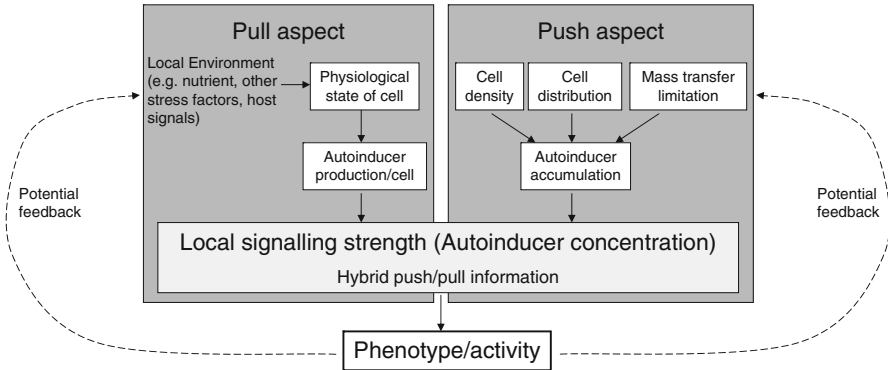 Pull aspect
Push aspect
Local Environment
(e.g. nutrient, other
stress factors, host
signals)
Physiological
state of cell
Cell
density
Cell
distribution
Mass transfer
limitation
Autoinducer
production/cell
Autoinducer
accumulation
Potential
feedback
Potential
feedback
Local signalling strength (Autoinducer concentration)
Hybrid push/pull information
Phenotype/activity